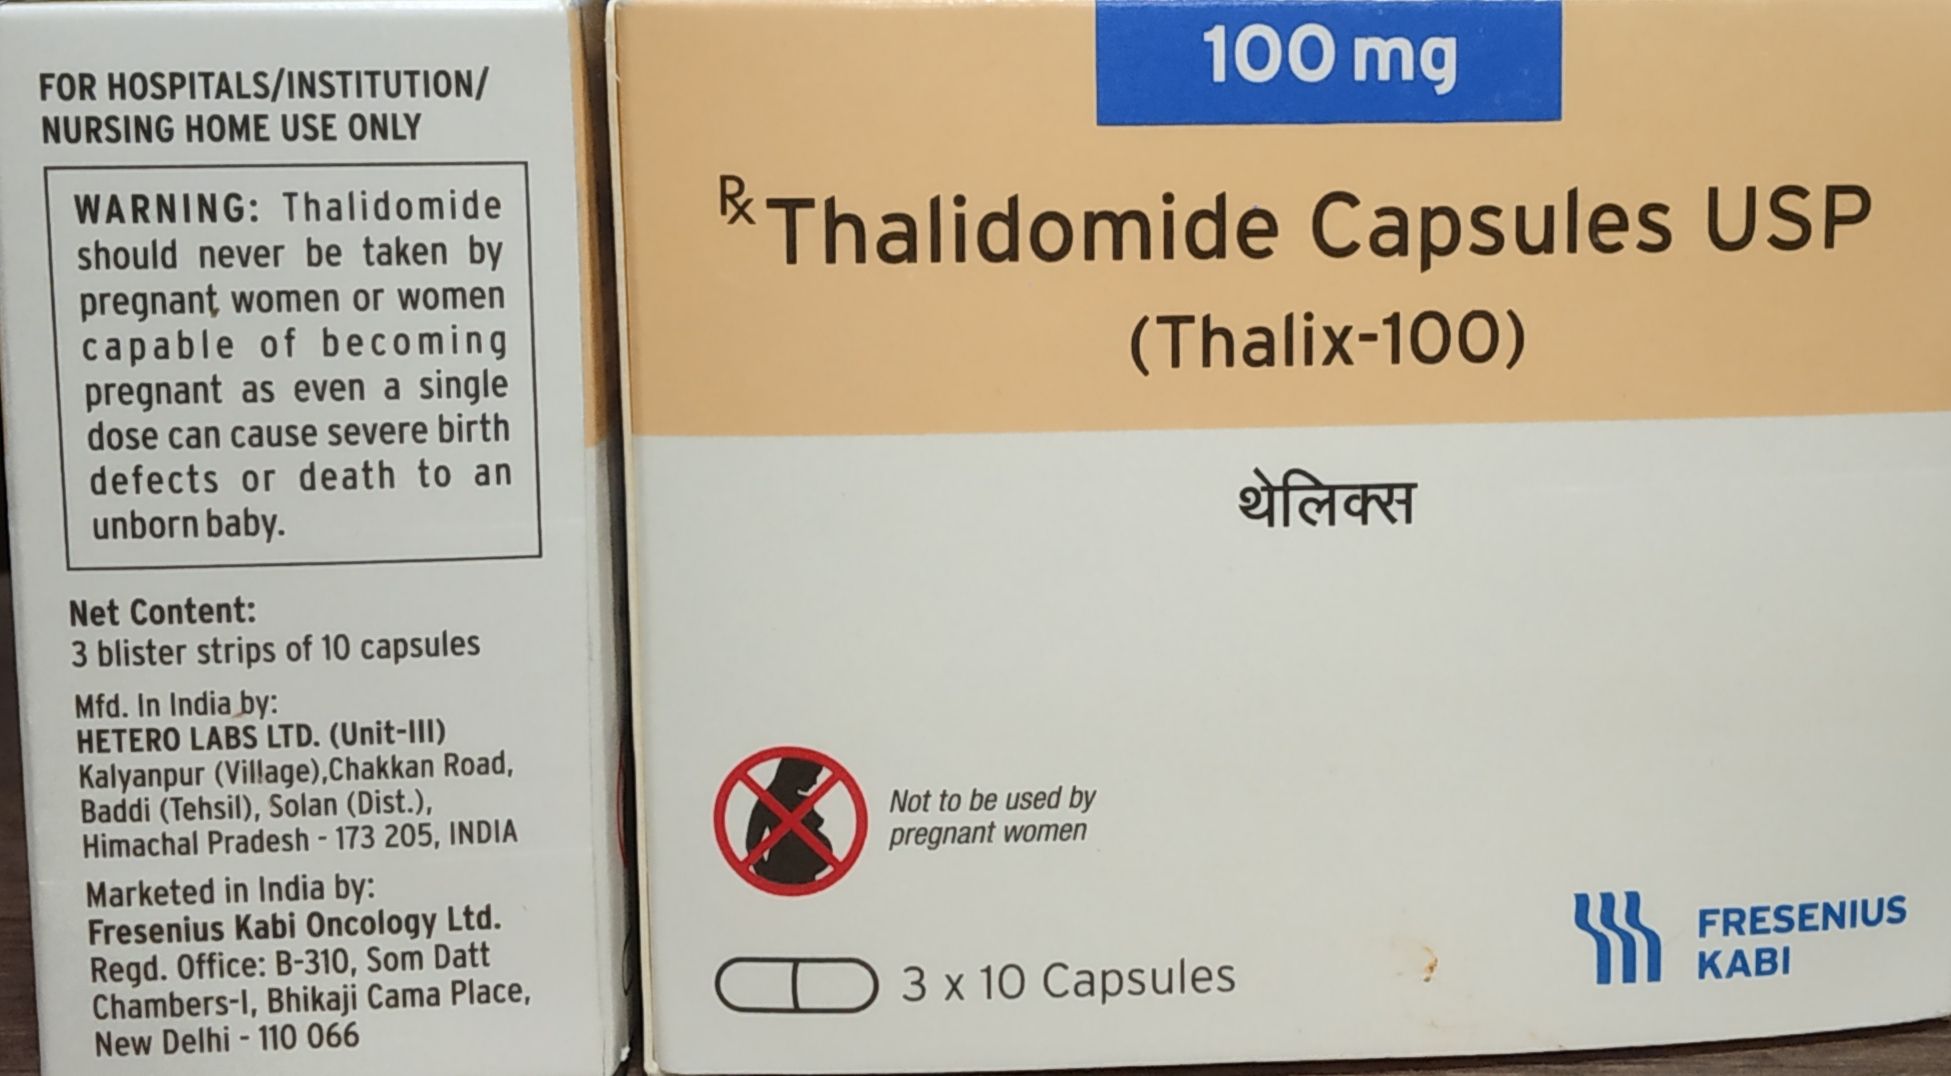 FOR HOSPITALS/INSTITUTION/
NURSING HOME USE ONLY
WARNING: Thalidomide
should never be taken by
pregnant women or women
capable of becoming
pregnant as even a single
dose can cause severe birth
defects or death to an
unborn baby.
Net Content:
3 blister strips of 10 capsules
Mfd. In India by:
HETERO LABS LTD. (Unit-III)
Kalyanpur (Village),Chakkan Road,
Baddi (Tehsil), Solan (Dist.),
Himachal Pradesh - 173 205, INDIA
Marketed in India by:
Fresenius Kabi Oncology Ltd.
Regd. Office: B-310, Som Datt
Chambers-I, Bhikaji Cama Place,
New Delhi - 110 066
100 mg
Rx Thalidomide Capsules USP
(Thalix-100)
थेलिक्स
Not to be used by
pregnant women
3 x 10 Capsules
FRESENIUS
KABI